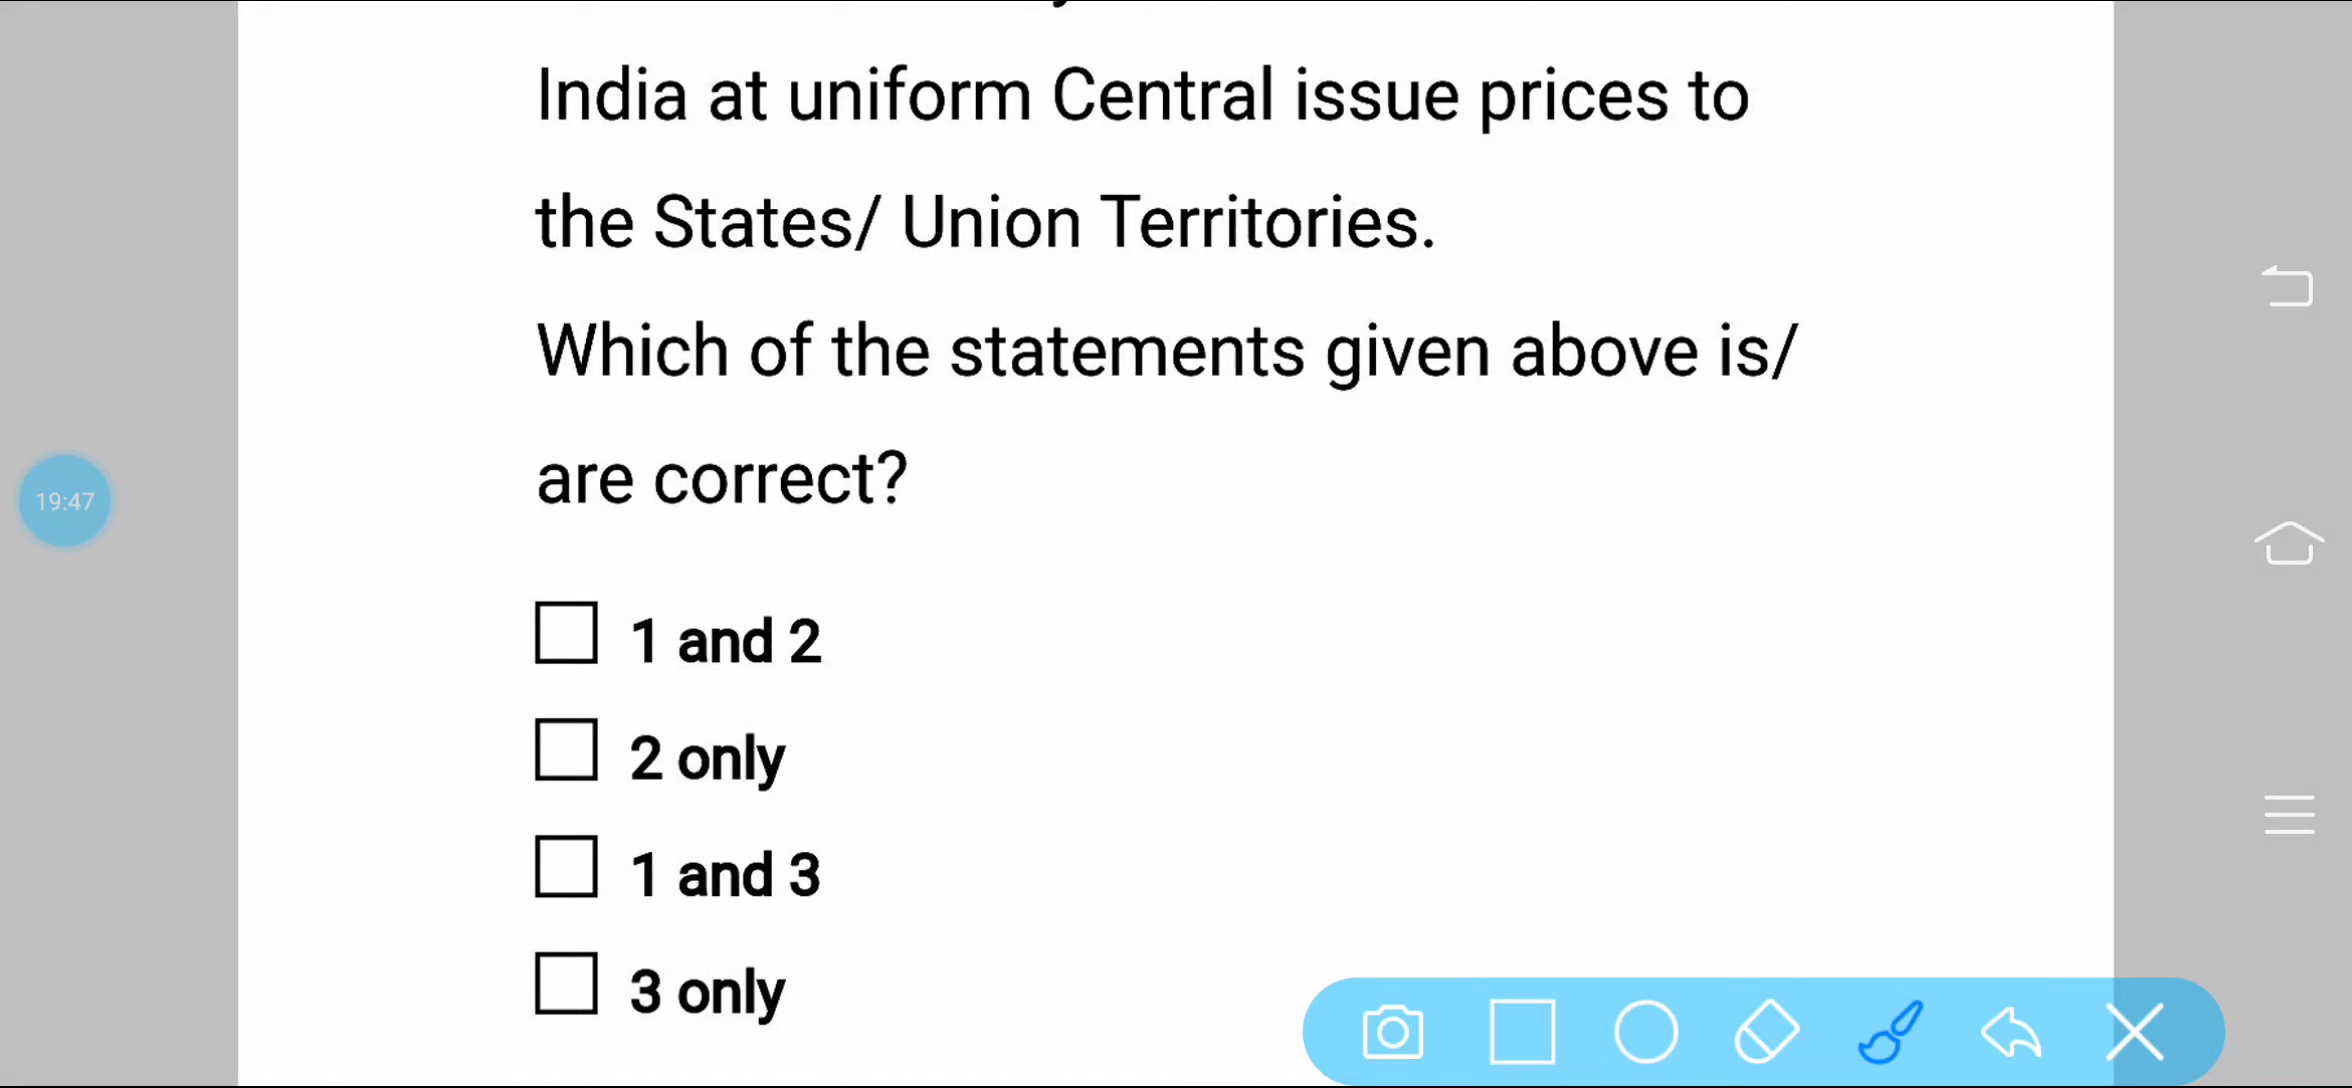 India at uniform Central issue prices to
the States/ Union Territories.
Which of the statements given above is/
are correct?
19:47
1 and 2
2 only
1 and 3
3 only